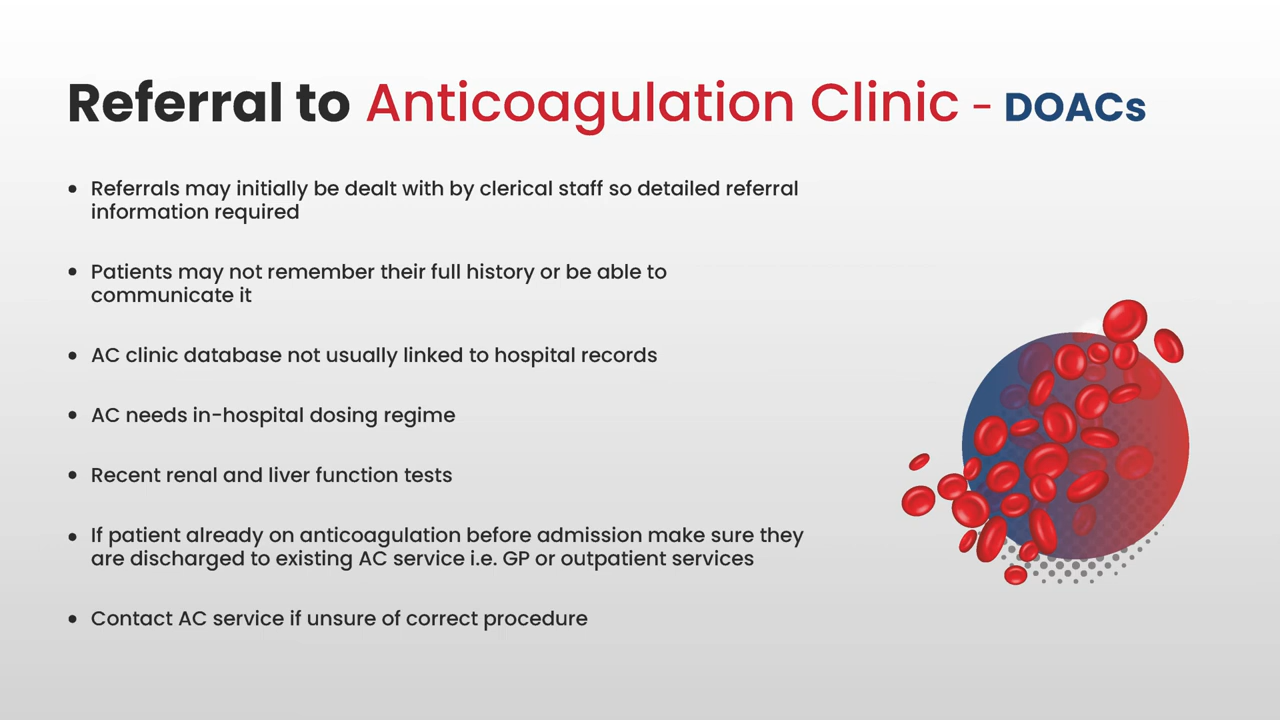 Referral to Anticoagulation Clinic - DOACs
• Referrals may initially be dealt with by clerical staff so detailed referral
information required
• Patients may not remember their full history or be able to
communicate it
• AC clinic database not usually linked to hospital records
• AC needs in-hospital dosing regime
• Recent renal and liver function tests
• If patient already on anticoagulation before admission make sure they
are discharged to existing AC service i.e. GP or outpatient services
• Contact AC service if unsure of correct procedure